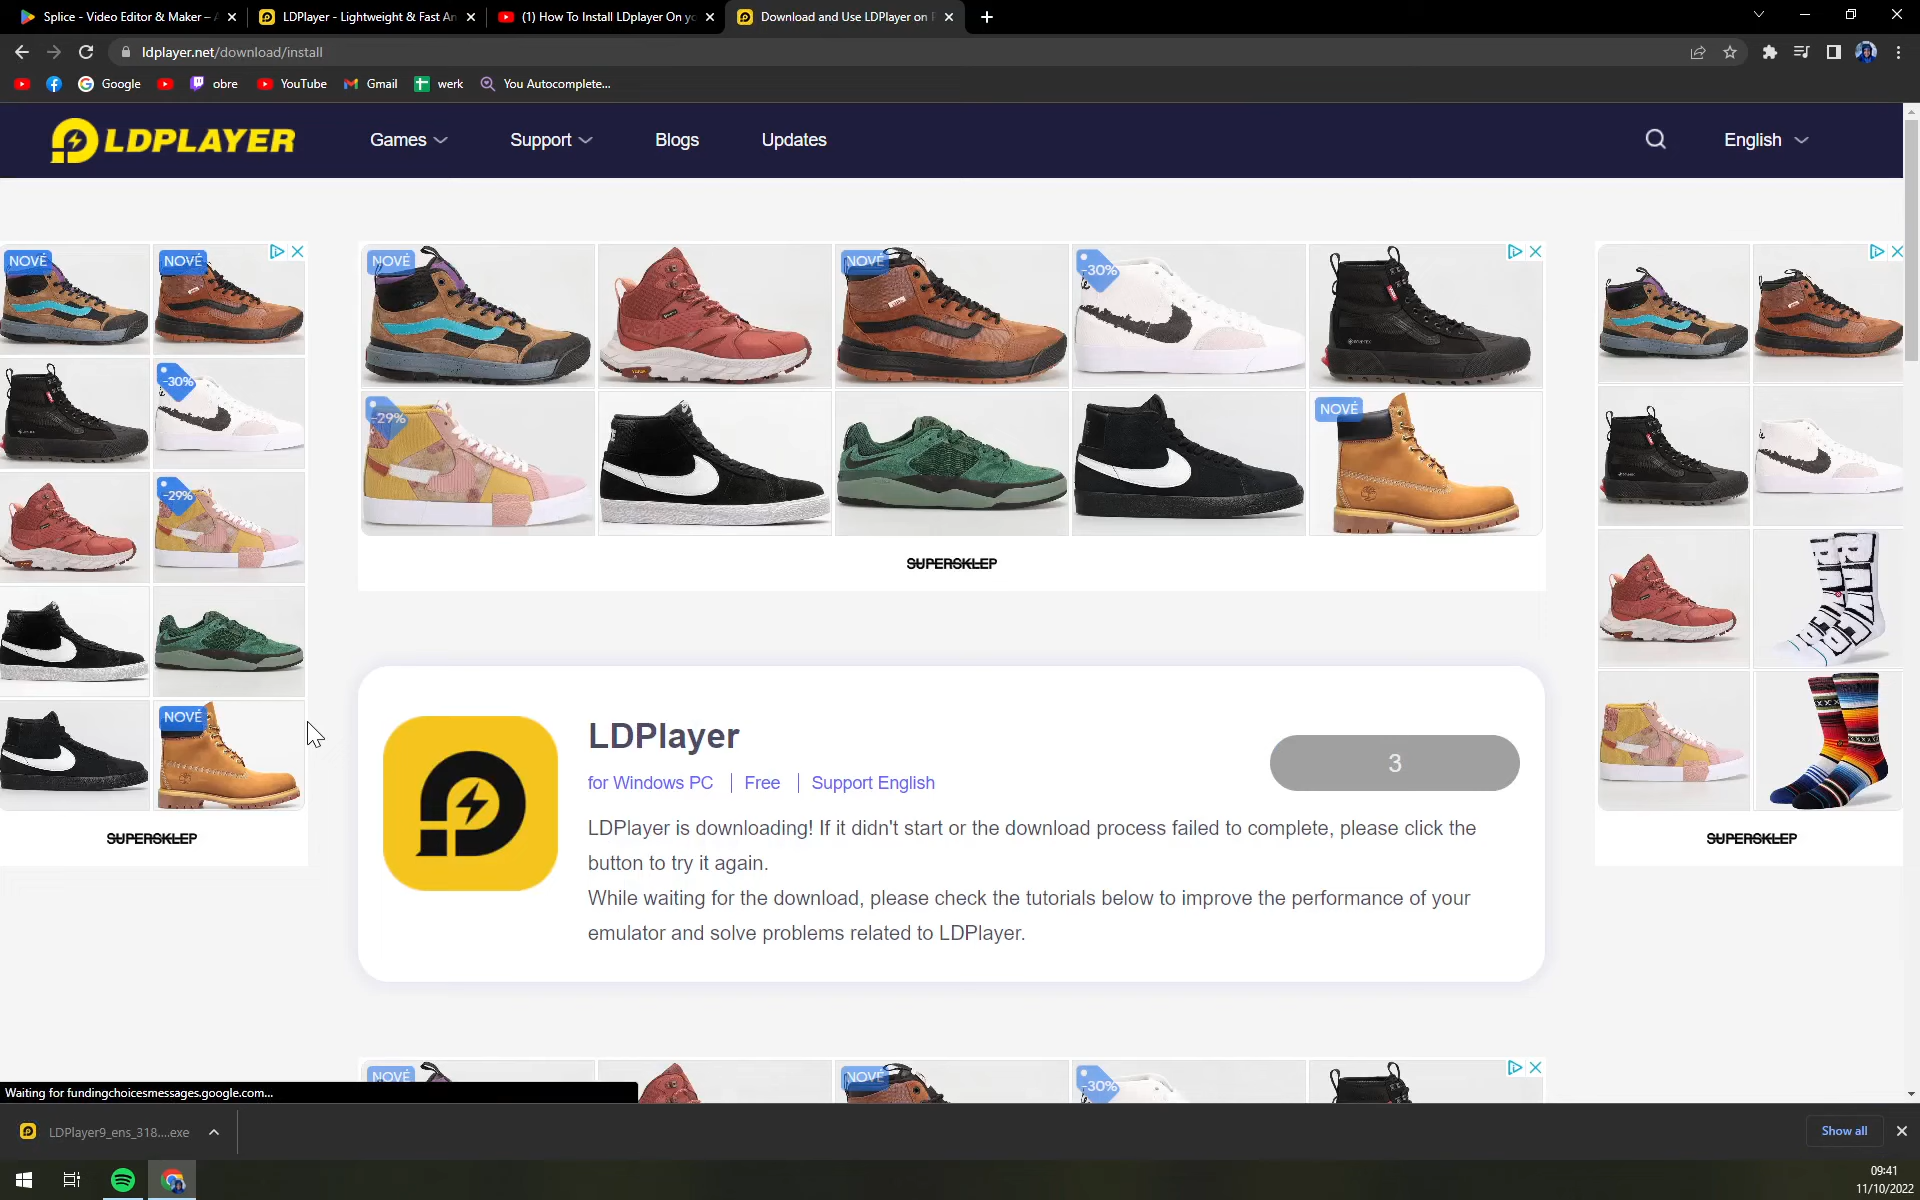 Splice - Video Editor & Maker –
LDPlayer - Lightweight & Fast An
(1) How To Install LDplayer On yo
Download and Use LDPlayer on
ldplayer.net/download/install
Google
obre
YouTube
Gmail
werk
You Autocomplete...
LDPLAYER
Games
Support
Blogs
Updates
English
NOVÉ
NOVÉ
-30%
-29%
NOVÉ
SUPERSKLEP
NOVÉ
NOVÉ
-30%
-29%
NOVÉ
SUPERSKLEP
SUPERSKLEP
LDPlayer
for Windows PC | Free | Support English
3
LDPlayer is downloading! If it didn't start or the download process failed to complete, please click the
button to try it again.
While waiting for the download, please check the tutorials below to improve the performance of your
emulator and solve problems related to LDPlayer.
NOVÉ
NOVÉ
-30%
Waiting for fundingchoicesmessages.google.com...
LDPlayer9_ens_318....exe
Show all
09:41
11/10/2022